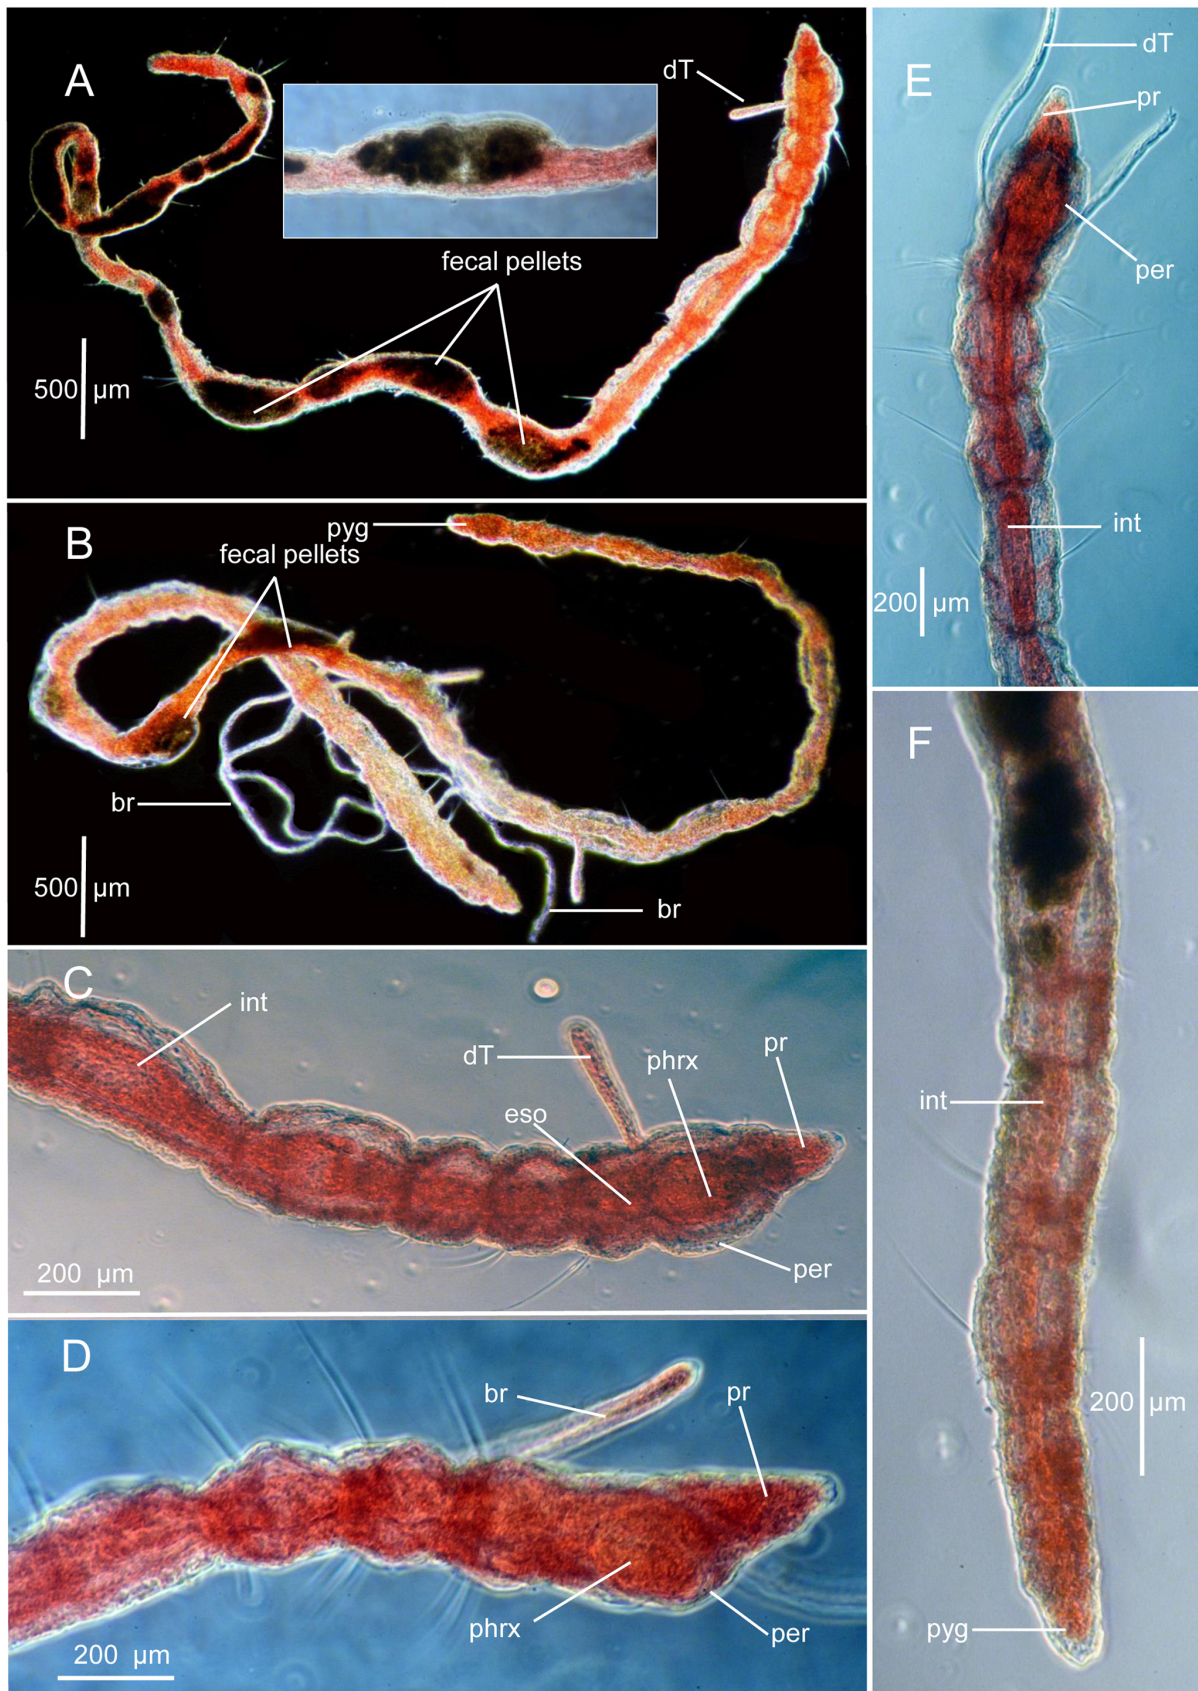 A
dT
fecal pellets
500 µm
B
pyg
fecal pellets
br
500 µm
br
C
int
dT
phrx
pr
eso
per
200 µm
D
br
pr
phrx
per
200 µm
E
dT
pr
per
int
200 µm
F
int
200 µm
pyg